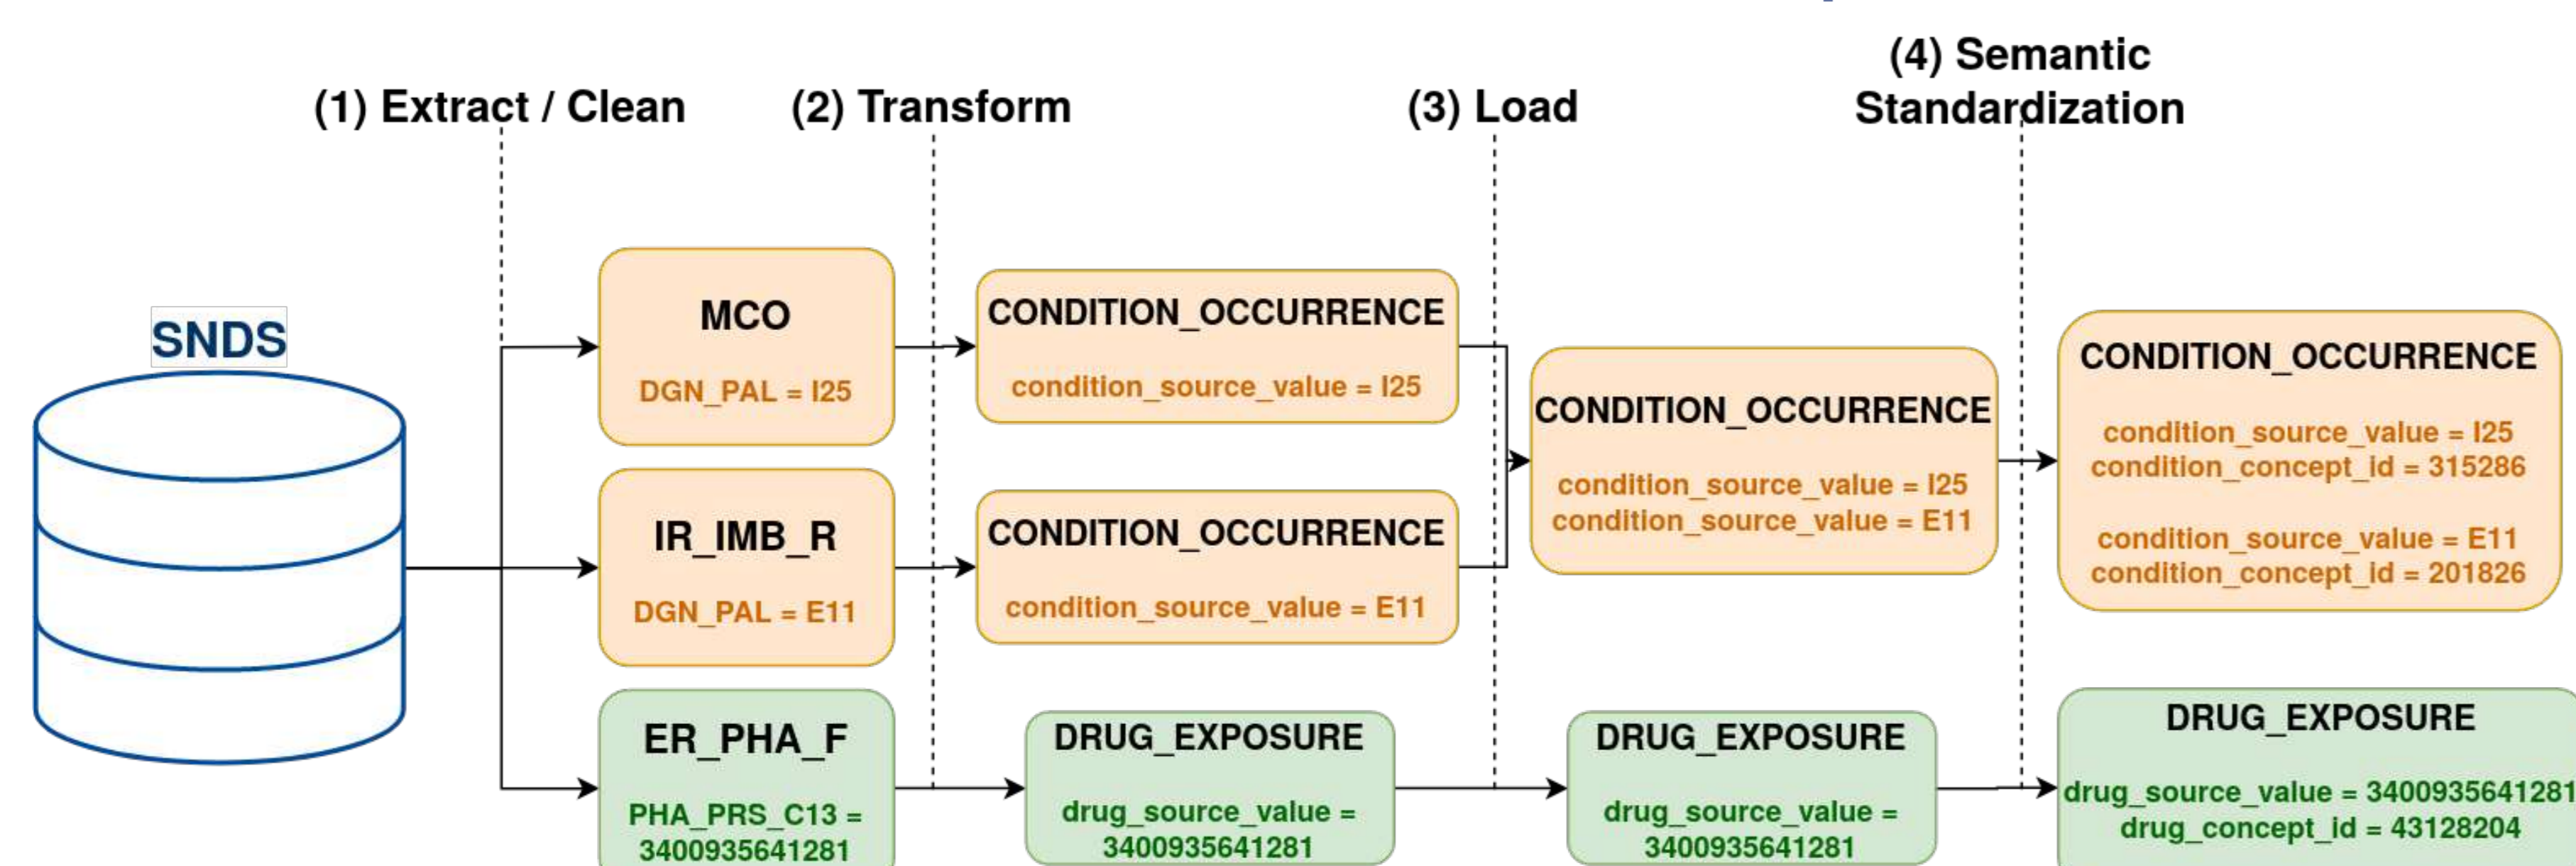 (1) Extract / Clean
(2) Transform
(3) Load
(4) Semantic
Standardization
SNDS
MCO
DGN_PAL = I25
IR_IMB_R
DGN_PAL = E11
ER_PHA_F
PHA_PRS_C13 =
3400935641281
CONDITION_OCCURRENCE
condition_source_value = I25
CONDITION_OCCURRENCE
condition_source_value = E11
DRUG_EXPOSURE
drug_source_value =
3400935641281
CONDITION_OCCURRENCE
condition_source_value = I25
condition_source_value = E11
DRUG_EXPOSURE
drug_source_value =
3400935641281
CONDITION_OCCURRENCE
condition_source_value = I25
condition_concept_id = 315286
condition_source_value = E11
condition_concept_id = 201826
DRUG_EXPOSURE
drug_source_value = 3400935641281
drug_concept_id = 43128204